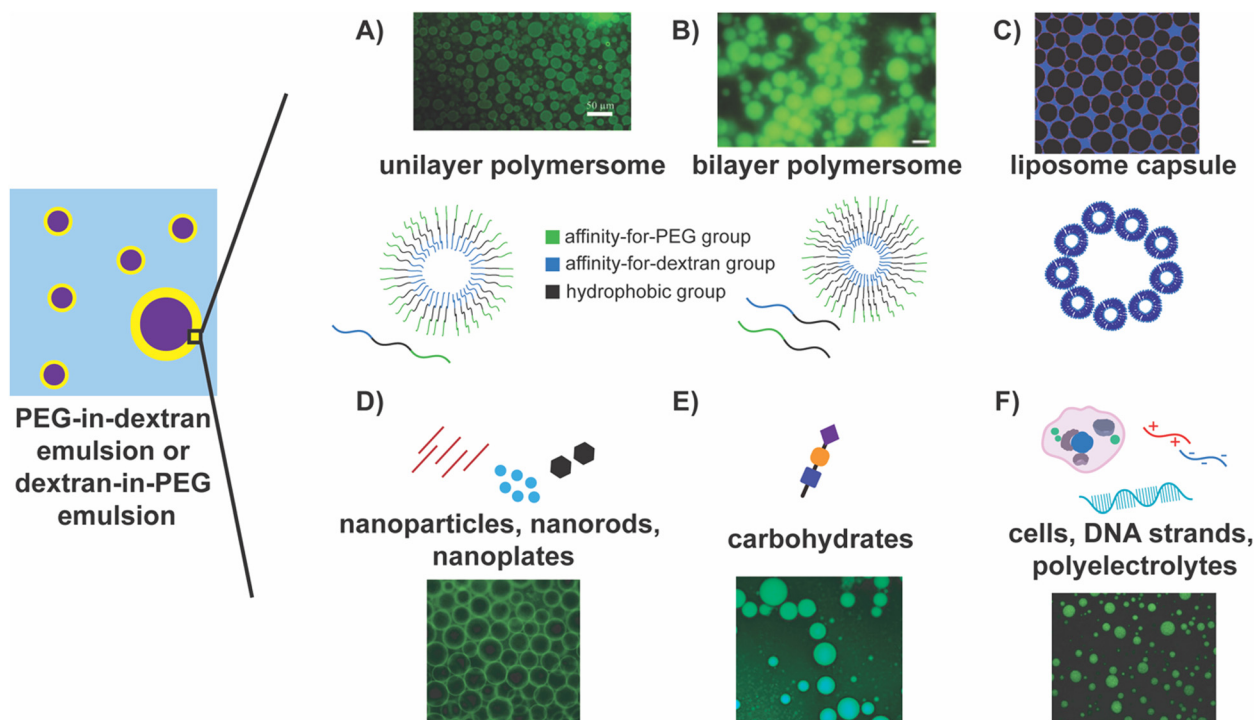 A)
B)
C)
50 µm
unilayer polymersome
bilayer polymersome
liposome capsule
affinity-for-PEG group
affinity-for-dextran group
hydrophobic group
PEG-in-dextran
emulsion or
dextran-in-PEG
emulsion
D)
E)
F)
+
+
- - -
nanoparticles, nanorods,
nanoplates
carbohydrates
cells, DNA strands,
polyelectrolytes